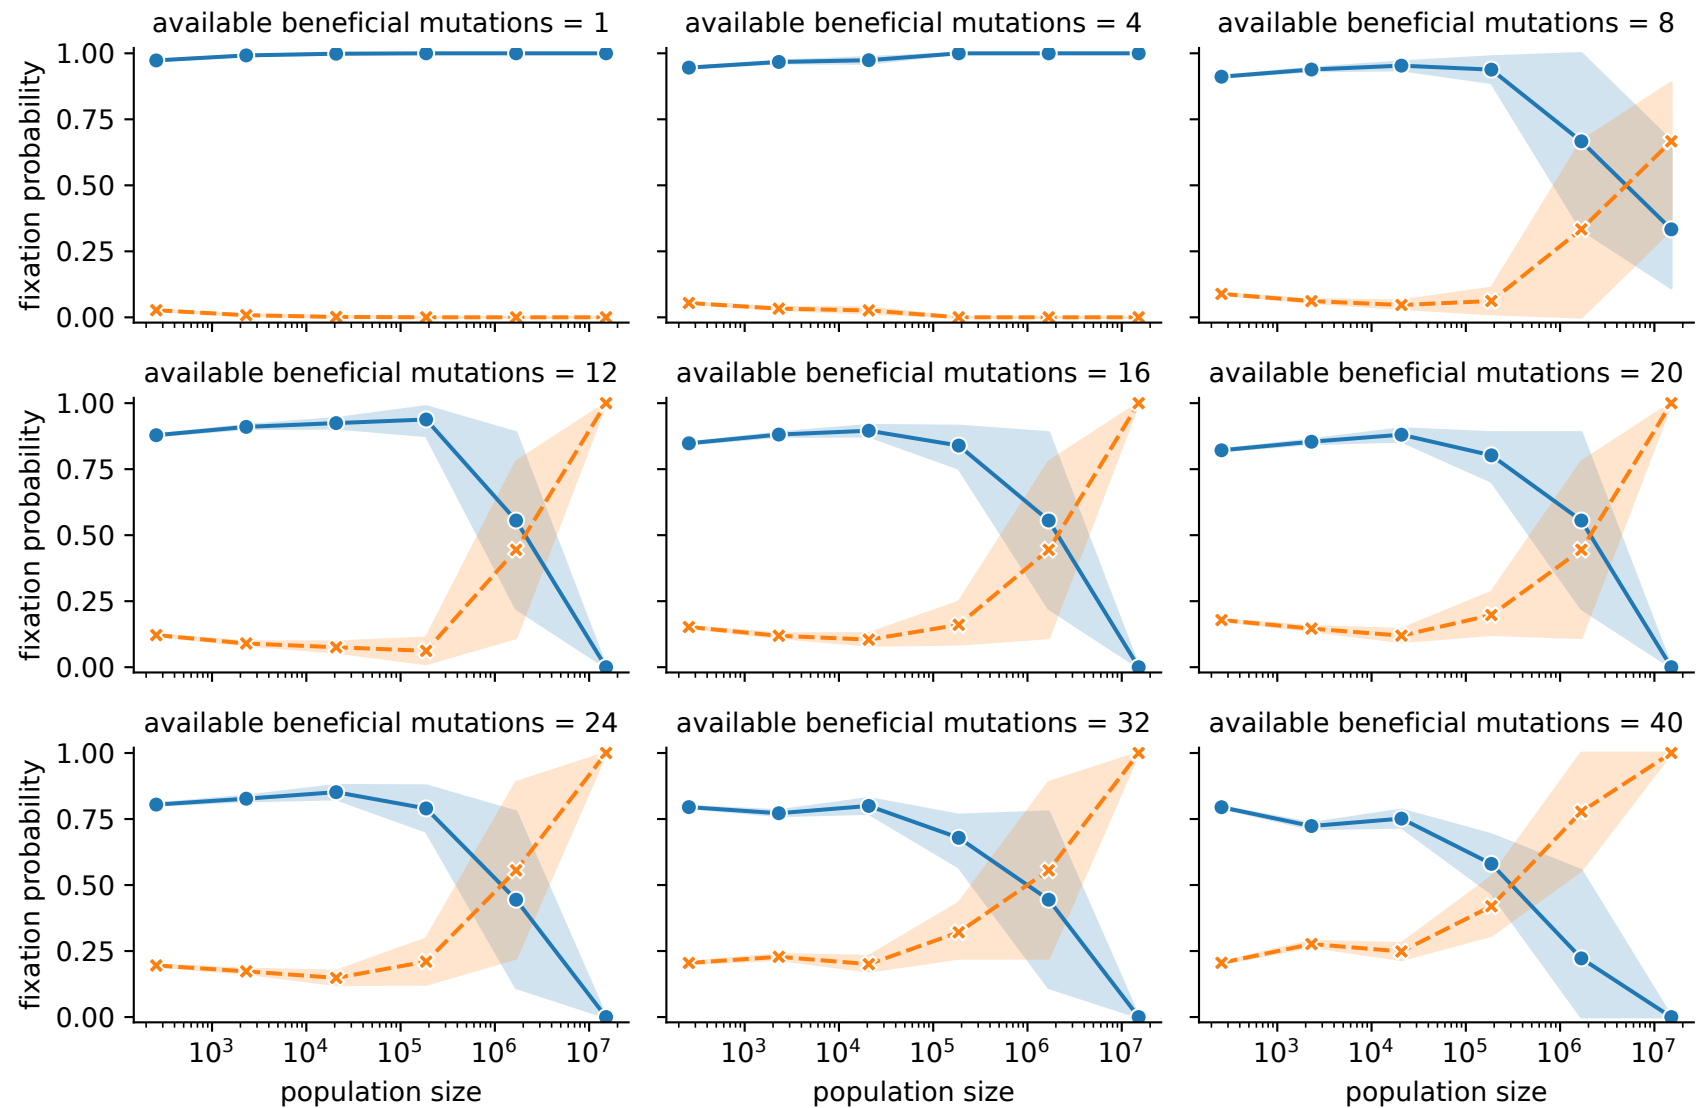 available beneficial mutations = 1
available beneficial mutations = 4
available beneficial mutations = 8
fixation probability
1.00
0.75
0.50
0.25
0.00
available beneficial mutations = 12
available beneficial mutations = 16
available beneficial mutations = 20
fixation probability
1.00
0.75
0.50
0.25
0.00
available beneficial mutations = 24
available beneficial mutations = 32
available beneficial mutations = 40
fixation probability
1.00
0.75
0.50
0.25
0.00
10³ 10⁴ 10⁵ 10⁶ 10⁷
10³ 10⁴ 10⁵ 10⁶ 10⁷
10³ 10⁴ 10⁵ 10⁶ 10⁷
population size
population size
population size